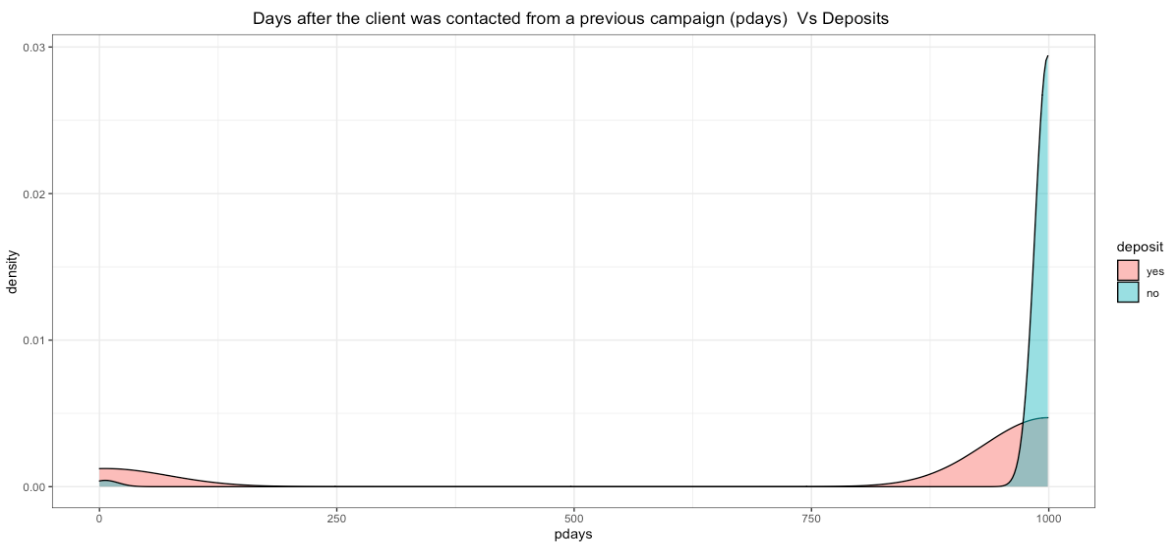 Days after the client was contacted from a previous campaign (pdays)  Vs Deposits
0.03
0.02
0.01
0.00
density
0
250
500
750
1000
pdays
deposit
yes
no